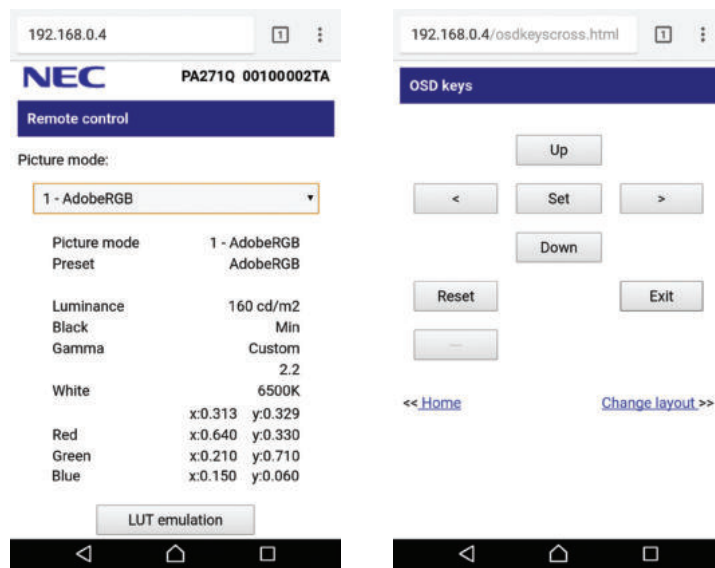 192.168.0.4
1
NEC
PA271Q 00100002TA
Remote control
Picture mode:
1 - AdobeRGB
Picture mode 1 - AdobeRGB
Preset AdobeRGB
Luminance 160 cd/m2
Black Min
Gamma Custom
2.2
White 6500K
x:0.313 y:0.329
Red x:0.640 y:0.330
Green x:0.210 y:0.710
Blue x:0.150 y:0.060
LUT emulation
192.168.0.4/osdkeyscross.html
1
OSD keys
Up
< Set >
Down
Reset Exit
—
<< Home Change layout >>